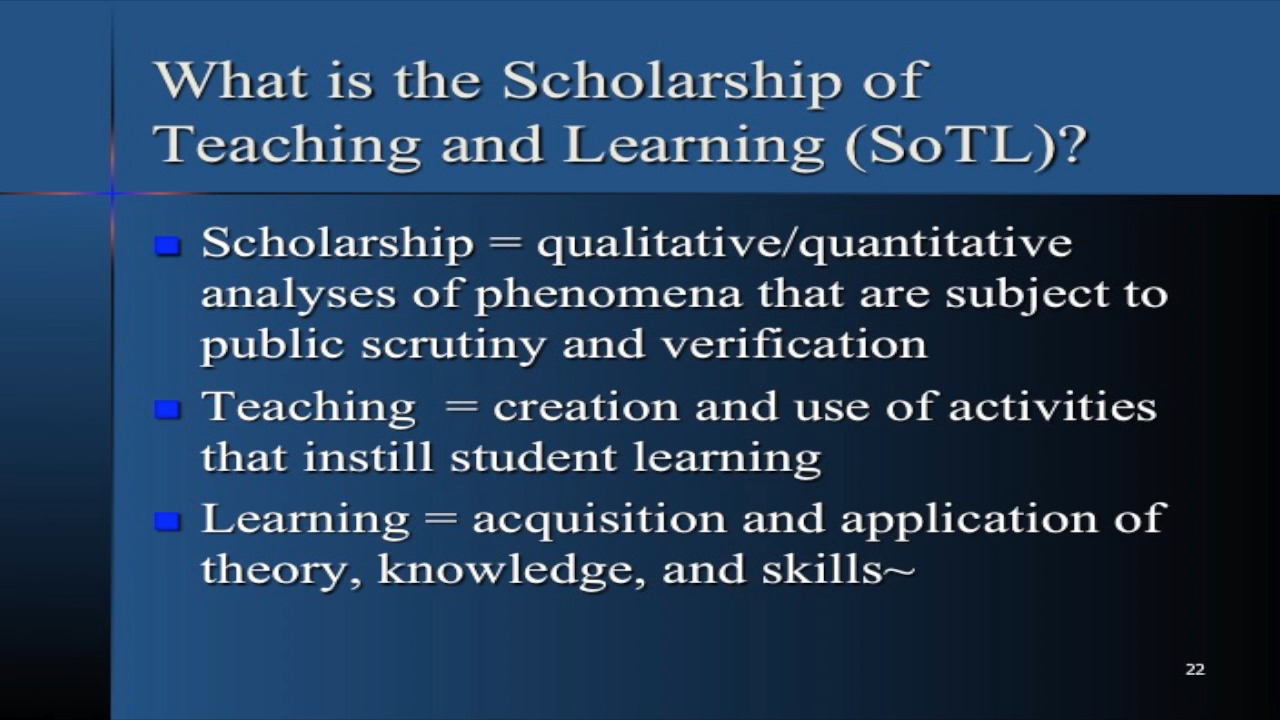 What is the Scholarship of
Teaching and Learning (SoTL)?
Scholarship = qualitative/quantitative
analyses of phenomena that are subject to
public scrutiny and verification
Teaching = creation and use of activities
that instill student learning
Learning = acquisition and application of
theory, knowledge, and skills~
22